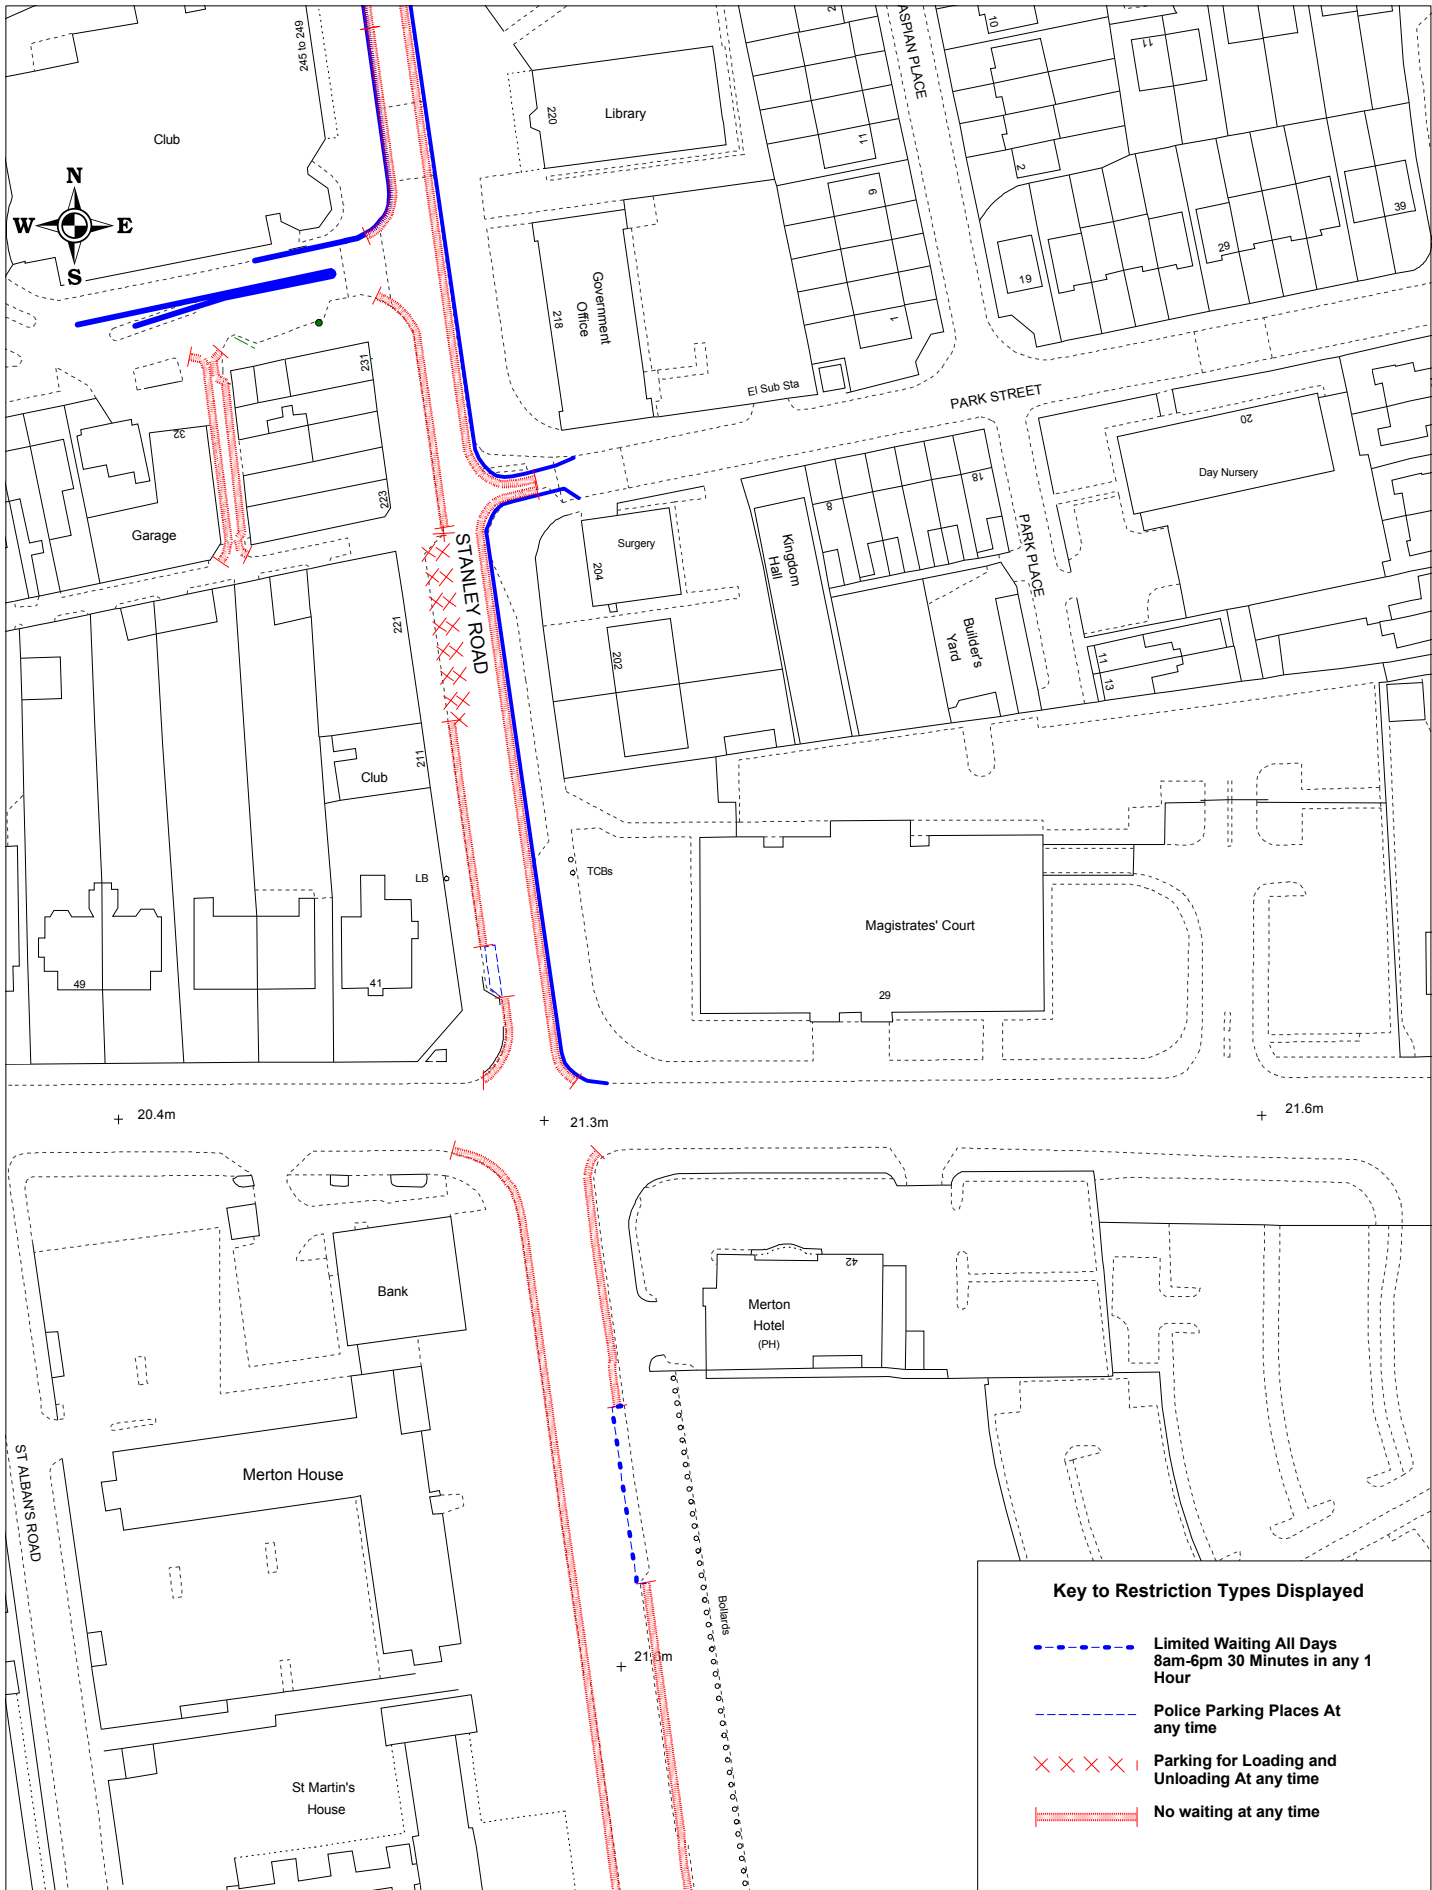 245 to 249
Club
N
W
E
S
220
Library
2
ASPIAN PLACE
10
11
11
2
9
39
29
19
Government
Office
218
1
231
El Sub Sta
PARK STREET
32
20
223
Day Nursery
18
8
Garage
STANLEY ROAD
Surgery
204
Kingdom
Hall
PARK PLACE
221
Builder's
Yard
202
11
13
211
Club
LB
TCBs
Magistrates' Court
49
41
29
20.4m
21.3m
21.6m
42
Bank
Merton
Hotel
(PH)
ST ALBAN'S ROAD
Merton House
Bollards
St Martin's
House
Key to Restriction Types Displayed
Limited Waiting All Days
8am-6pm 30 Minutes in any 1
Hour
Police Parking Places At
any time
Parking for Loading and
Unloading At any time
No waiting at any time